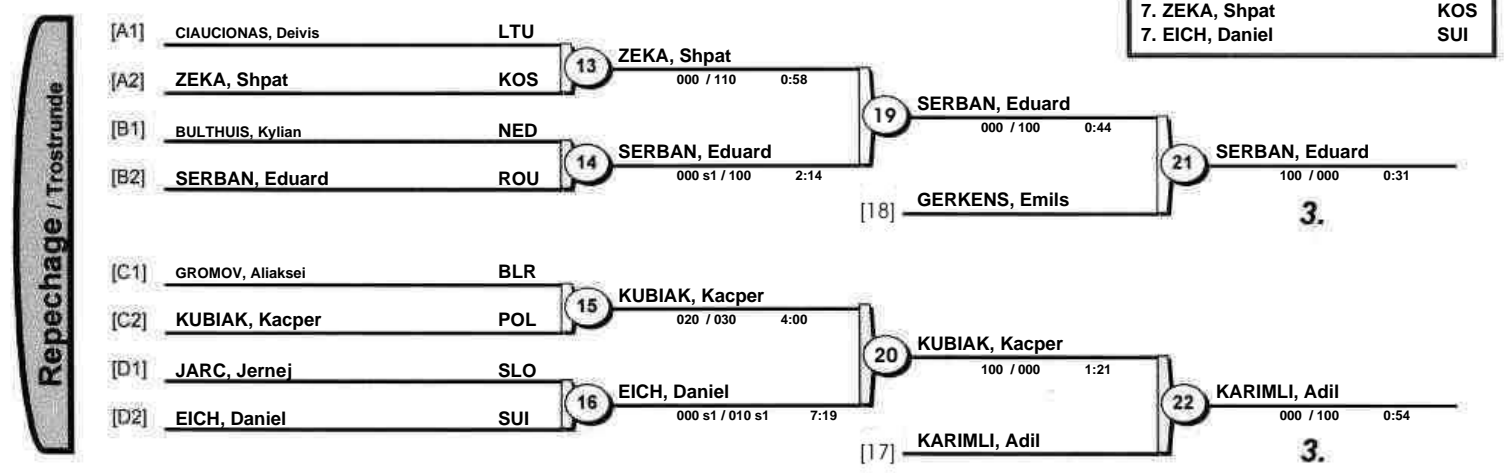 7. ZEKA, Shpat KOS
7. EICH, Daniel SUI
Repechage / Trostrunde
[A1] CIAUCIONAS, Deivis LTU
13 ZEKA, Shpat
000 / 110 0:58
[A2] ZEKA, Shpat KOS
19 SERBAN, Eduard
000 / 100 0:44
[B1] BULTHUIS, Kylian NED
14 SERBAN, Eduard
000 s1 / 100 2:14
[B2] SERBAN, Eduard ROU
21 SERBAN, Eduard
100 / 000 0:31
[18] GERKENS, Emils
3.
[C1] GROMOV, Aliaksei BLR
15 KUBIAK, Kacper
020 / 030 4:00
[C2] KUBIAK, Kacper POL
20 KUBIAK, Kacper
100 / 000 1:21
[D1] JARC, Jernej SLO
16 EICH, Daniel
000 s1 / 010 s1 7:19
[D2] EICH, Daniel SUI
22 KARIMLI, Adil
000 / 100 0:54
[17] KARIMLI, Adil
3.